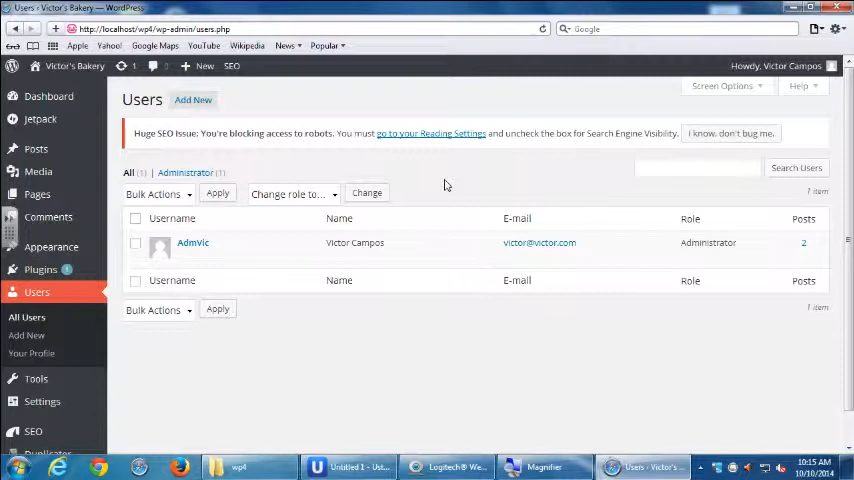 Users ‹ Victor's Bakery — WordPress
http://localhost/wp4/wp-admin/users.php
Google
Apple Yahoo! Google Maps YouTube Wikipedia News Popular
Victor's Bakery 1 + New SEO
Howdy, Victor Campos
Dashboard
Jetpack
Posts
Media
Pages
Comments
Appearance
Plugins 1
Users
All Users
Add New
Your Profile
Tools
Settings
SEO
Duplicator
Screen Options Help
Users Add New
Huge SEO Issue: You're blocking access to robots. You must go to your Reading Settings and uncheck the box for Search Engine Visibility. I know, don't bug me.
All (1) | Administrator (1)
Search Users
Bulk Actions Apply Change role to... Change
1 item
Username Name E-mail Role Posts
AdmVic Victor Campos victor@victor.com Administrator 2
Username Name E-mail Role Posts
Bulk Actions Apply
1 item
wp4
Untitled 1 - Ust...
Logitech® We...
Magnifier
Users ‹ Victor's...
10:15 AM
10/10/2014